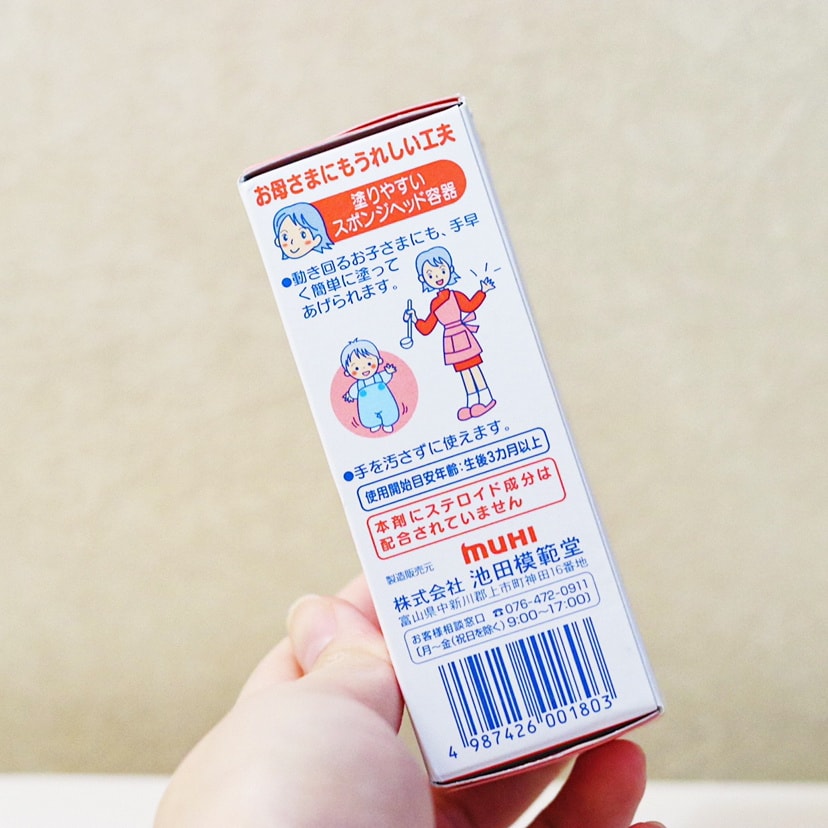 お母さまにもうれしい工夫
塗りやすい
スポンジヘッド容器
●動き回るお子さまにも、手早
く簡単に塗って
あげられます。
●手を汚さずに使えます。
使用開始目安年齢:生後3カ月以上
本剤にステロイド成分は
配合されていません
MUHI
製造販売元
株式会社 池田模範堂
富山県中新川郡上市町神田16番地
お客様相談窓口 ☎076-472-0911
[月〜金(祝日を除く)9:00〜17:00]
4 987426 001803